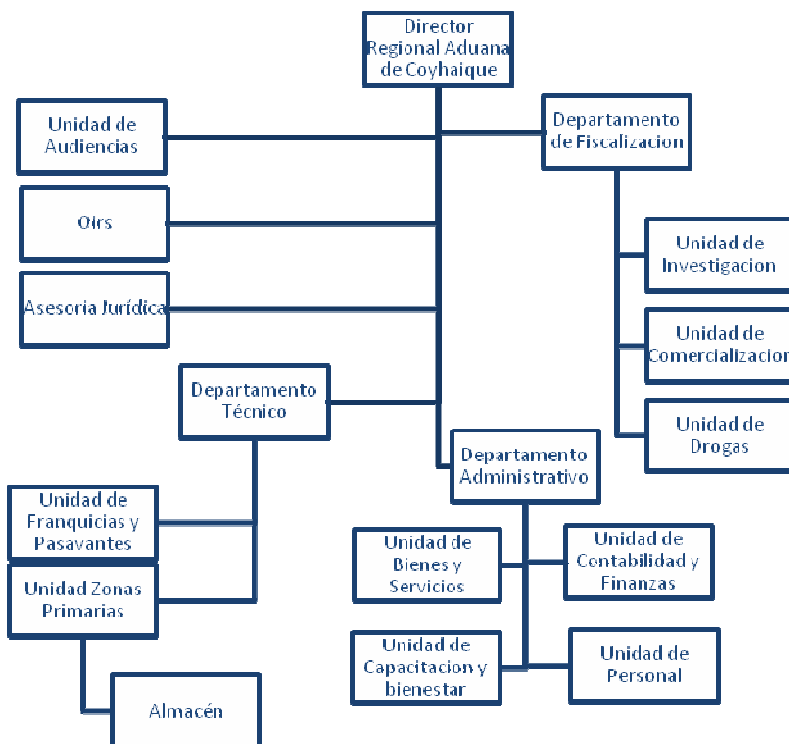 Director
Regional Aduana
de Coyhaique
Unidad de
Audiencias
Departamento
de Fiscalizacion
Oirs
Unidad de
Investigacion
Asesoria Jurídica
Unidad de
Comercializacion
Departamento
Técnico
Unidad de
Drogas
Departamento
Administrativo
Unidad de
Franquicias y
Pasavantes
Unidad de
Bienes y
Servicios
Unidad de
Contabilidad y
Finanzas
Unidad Zonas
Primarias
Unidad de
Capacitacion y
bienestar
Unidad de
Personal
Almacén